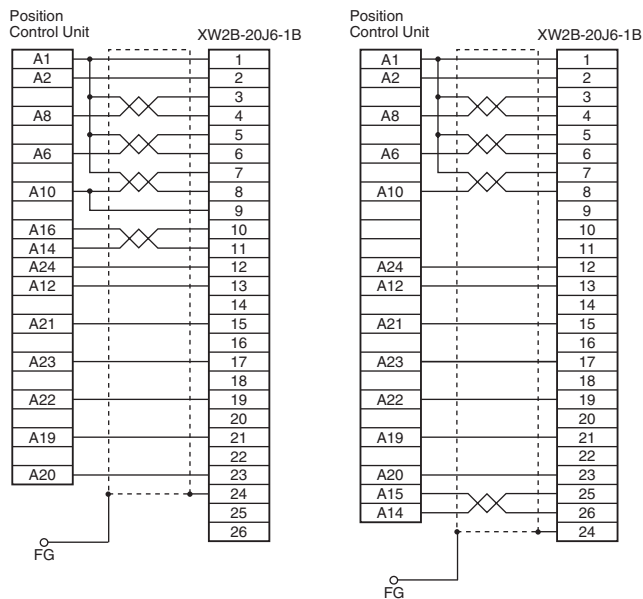 Position
Control Unit
XW2B-20J6-1B
A1 1
A2 2
3
A8 4
5
A6 6
7
A10 8
9
A16 10
A14 11
A24 12
A12 13
14
A21 15
16
A23 17
18
A22 19
20
A19 21
22
A20 23
24
25
26
FG
Position
Control Unit
XW2B-20J6-1B
A1 1
A2 2
3
A8 4
5
A6 6
7
A10 8
9
10
11
A24 12
A12 13
14
A21 15
16
A23 17
18
A22 19
20
A19 21
22
A20 23
A15 25
A14 26
24
FG